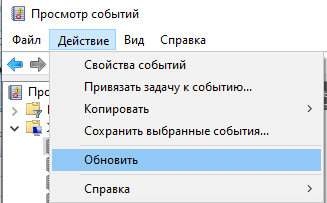 Просмотр событий
Файл Действие Вид Справка
Свойства событий
Привязать задачу к событию...
Копировать
Сохранить выбранные события...
Обновить
Справка